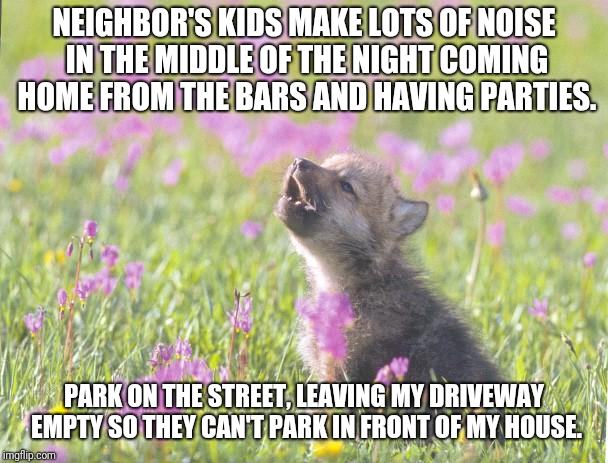 NEIGHBOR'S KIDS MAKE LOTS OF NOISE
IN THE MIDDLE OF THE NIGHT COMING
HOME FROM THE BARS AND HAVING PARTIES.
PARK ON THE STREET, LEAVING MY DRIVEWAY
EMPTY SO THEY CAN'T PARK IN FRONT OF MY HOUSE.
imgflip.com